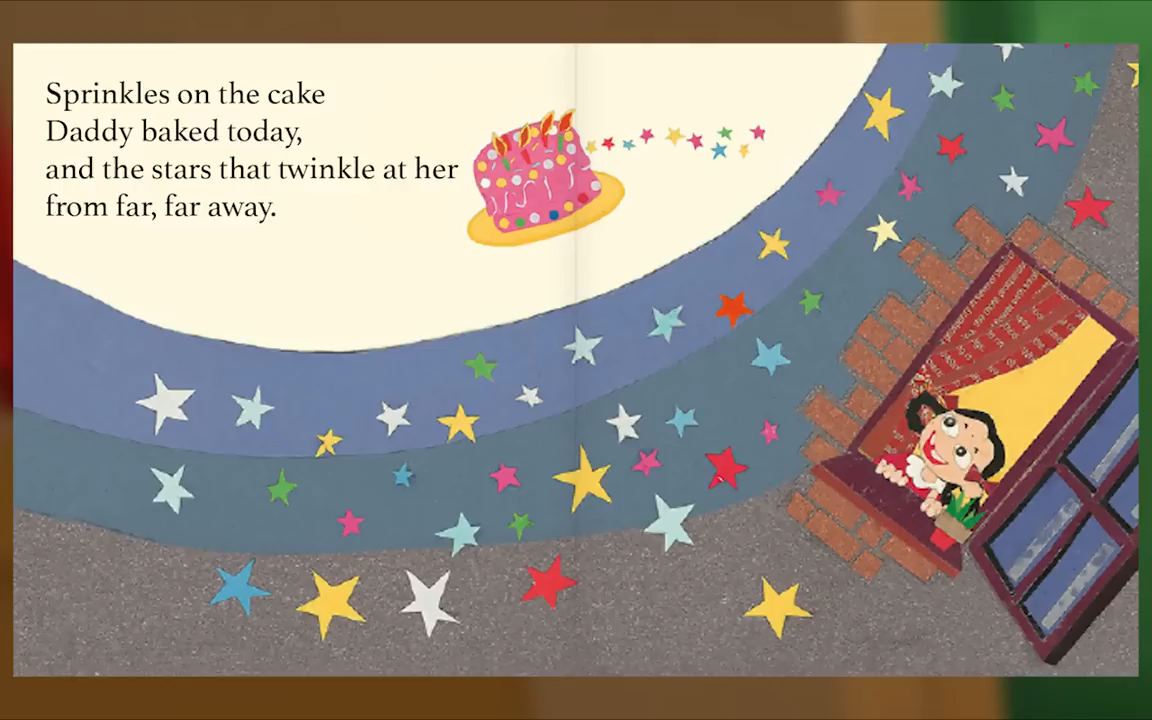 Sprinkles on the cake
Daddy baked today,
and the stars that twinkle at her
from far, far away.